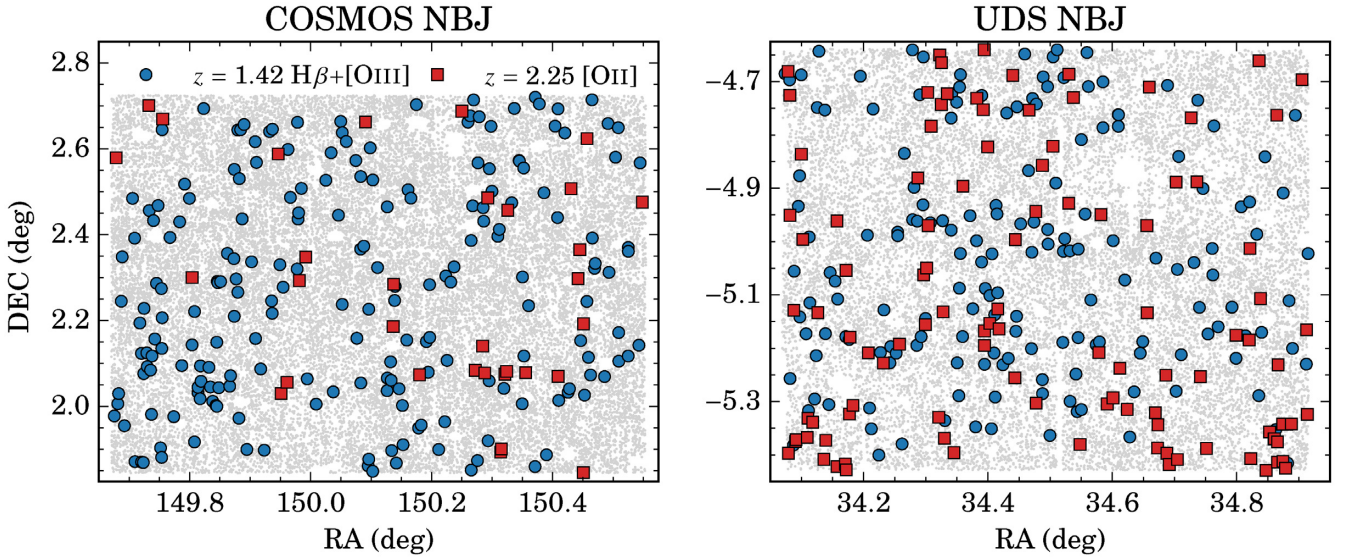 COSMOS NBJ
UDS NBJ
z = 1.42 Hβ+[OIII]
z = 2.25 [OII]
DEC (deg)
2.8
2.6
2.4
2.2
2.0
149.8
150.0
150.2
150.4
RA (deg)
−4.7
−4.9
−5.1
−5.3
34.2
34.4
34.6
34.8
RA (deg)